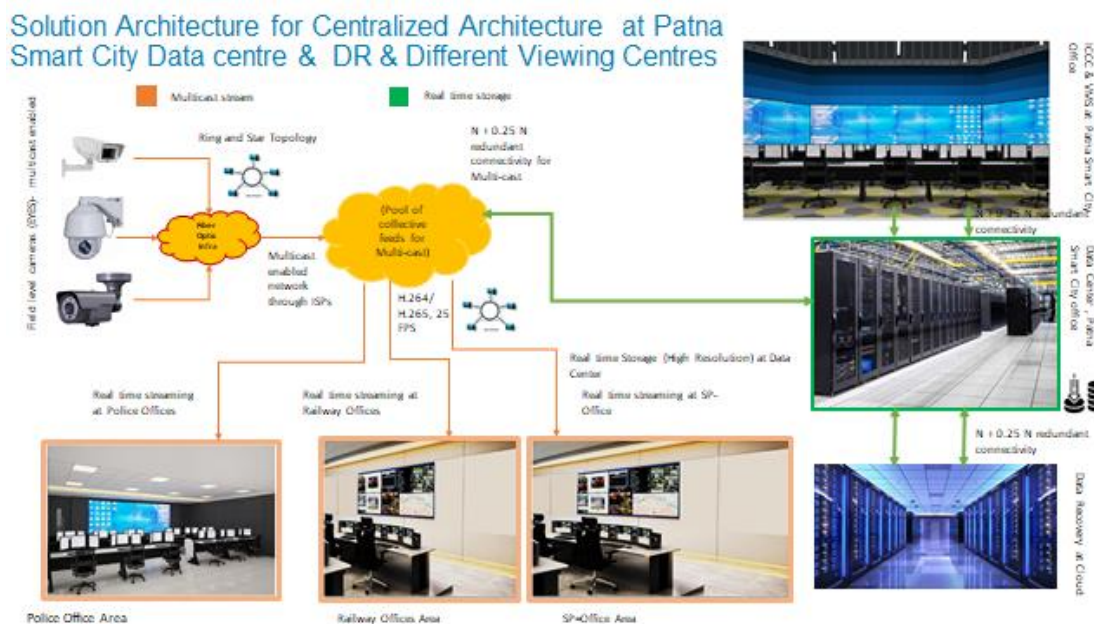 Solution Architecture for Centralized Architecture at Patna
Smart City Data centre & DR & Different Viewing Centres
Multicast stream
Real time storage
ICCC & VMS at Patna Smart City
Office
Field level cameras (EYES)- multicast enabled
Ring and Star Topology
N + 0.25 N
redundant
connectivity for
Multi-cast
Fiber
Optic
Infra
(Pool of
collective
feeds for
Multi-cast)
Multicast
enabled
network
through ISPs
H.264/
H.265, 25
FPS
N + 0.25 N redundant
connectivity
Data Center, Patna
Smart City office
Real time Storage (High Resolution) at Data
Center
Real time streaming
at Police Offices
Real time streaming at
Railway Offices
Real time streaming at SP-
Office
N + 0.25 N redundant
connectivity
Data Recovery at Cloud
Police Office Area
Railway Offices Area
SP=Office Area